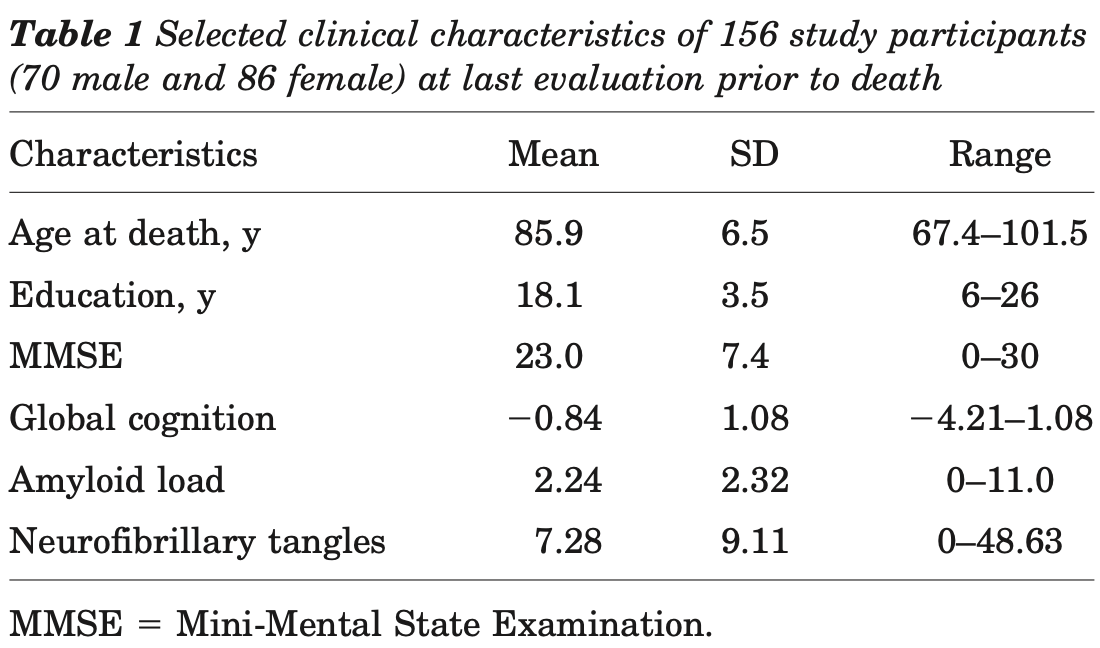 Table 1 Selected clinical characteristics of 156 study participants
(70 male and 86 female) at last evaluation prior to death
Characteristics Mean SD Range
Age at death, y 85.9 6.5 67.4–101.5
Education, y 18.1 3.5 6–26
MMSE 23.0 7.4 0–30
Global cognition −0.84 1.08 −4.21–1.08
Amyloid load 2.24 2.32 0–11.0
Neurofibrillary tangles 7.28 9.11 0–48.63
MMSE = Mini-Mental State Examination.